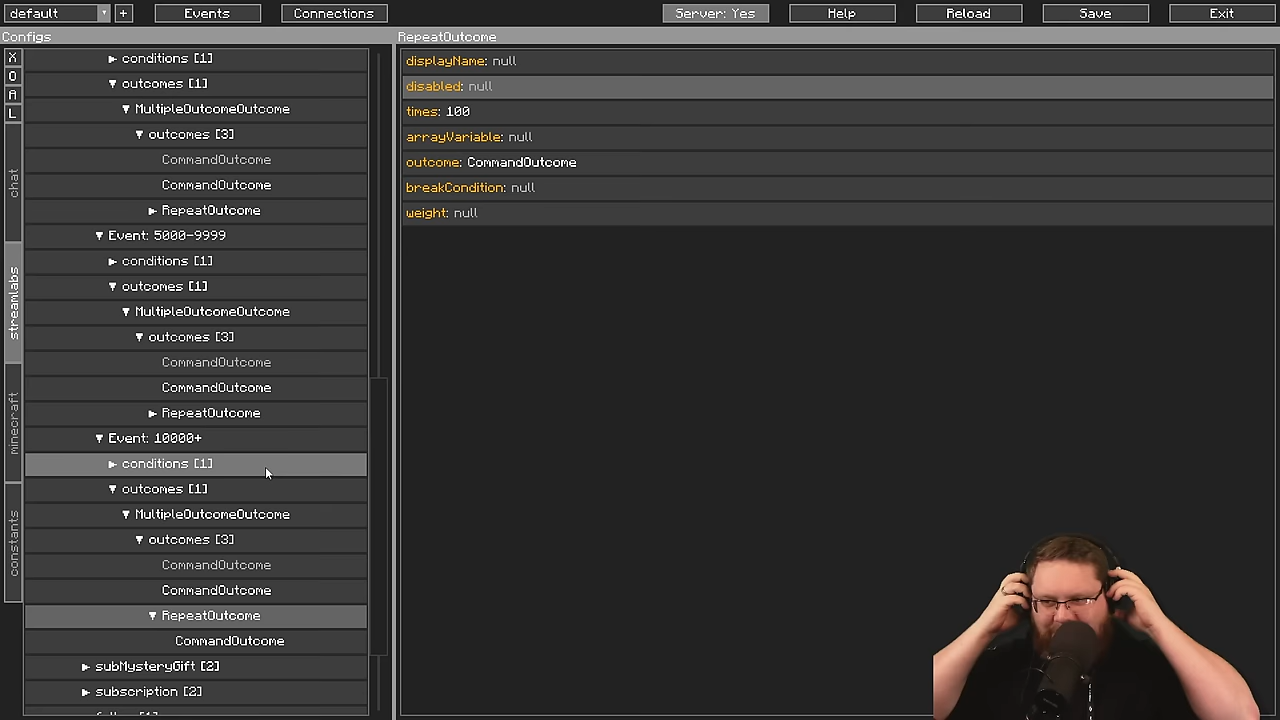 default
+
Events
Connections
Server: Yes
Help
Reload
Save
Exit
Configs
X
O
A
L
chat
streamlabs
minecraft
constants
conditions [1]
outcomes [1]
MultipleOutcomeOutcome
outcomes [3]
CommandOutcome
CommandOutcome
RepeatOutcome
Event: 5000-9999
conditions [1]
outcomes [1]
MultipleOutcomeOutcome
outcomes [3]
CommandOutcome
CommandOutcome
RepeatOutcome
Event: 10000+
conditions [1]
outcomes [1]
MultipleOutcomeOutcome
outcomes [3]
CommandOutcome
CommandOutcome
RepeatOutcome
CommandOutcome
subMysteryGift [2]
subscription [2]
RepeatOutcome
displayName: null
disabled: null
times: 100
arrayVariable: null
outcome: CommandOutcome
breakCondition: null
weight: null